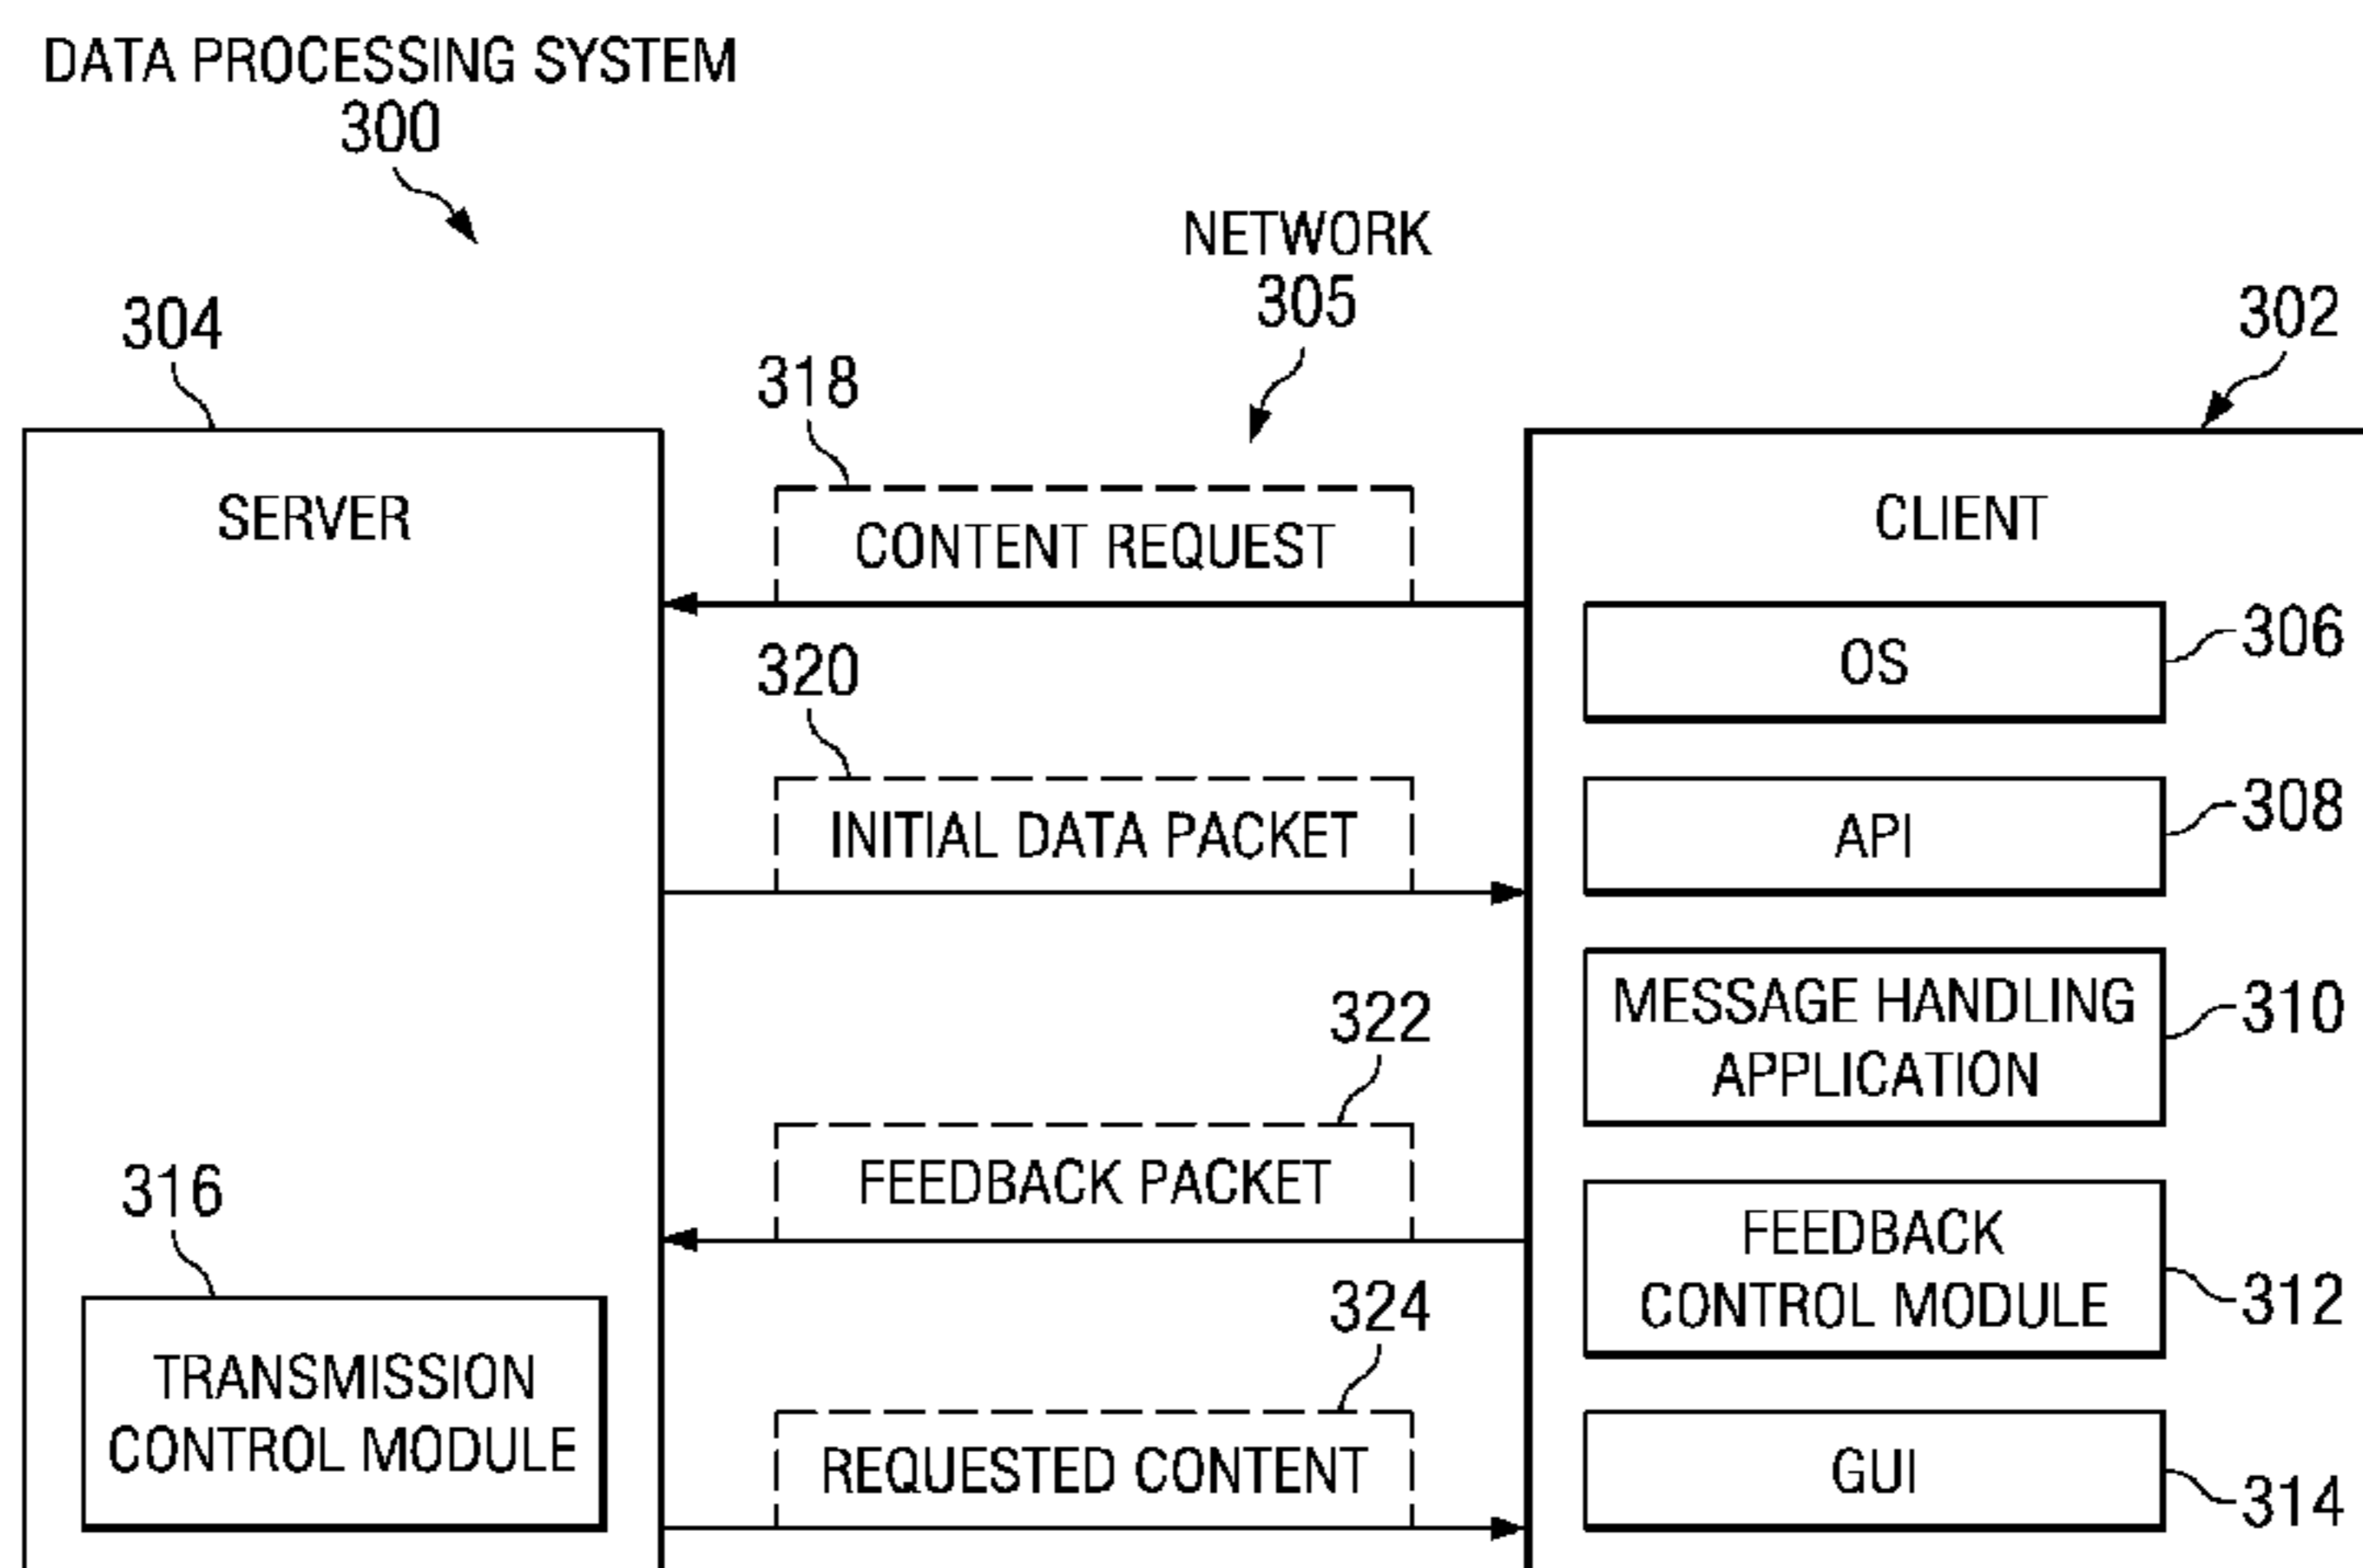 DATA PROCESSING SYSTEM
300
NETWORK
305
304
302
318
SERVER
CLIENT
CONTENT REQUEST
306
OS
320
308
API
INITIAL DATA PACKET
310
MESSAGE HANDLING
APPLICATION
322
FEEDBACK PACKET
316
FEEDBACK
CONTROL MODULE
312
324
TRANSMISSION
CONTROL MODULE
REQUESTED CONTENT
GUI
314